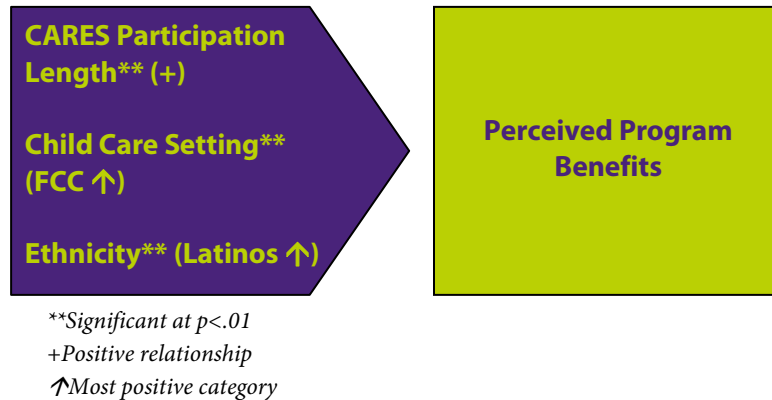 CARES Participation
Length** (+)
Child Care Setting**
(FCC ↑)
Ethnicity** (Latinos ↑)
Perceived Program
Benefits
**Significant at p<.01
+Positive relationship
↑Most positive category